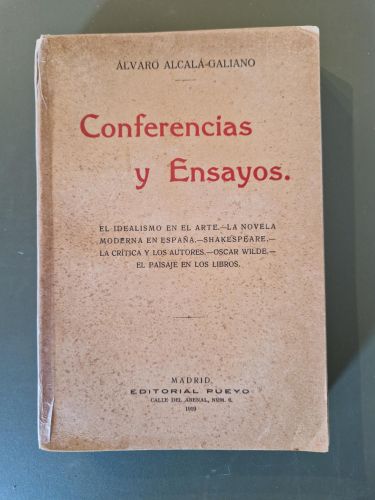 ÁLVARO ALCALÁ-GALIANO
Conferencias
y Ensayos.
EL IDEALISMO EN EL ARTE.—LA NOVELA
MODERNA EN ESPAÑA.—SHAKESPEARE.—
LA CRÍTICA Y LOS AUTORES.—OSCAR WILDE.—
EL PAISAJE EN LOS LIBROS.
MADRID,
EDITORIAL PUEYO
CALLE DEL ARENAL, NÚM. 6.
1919